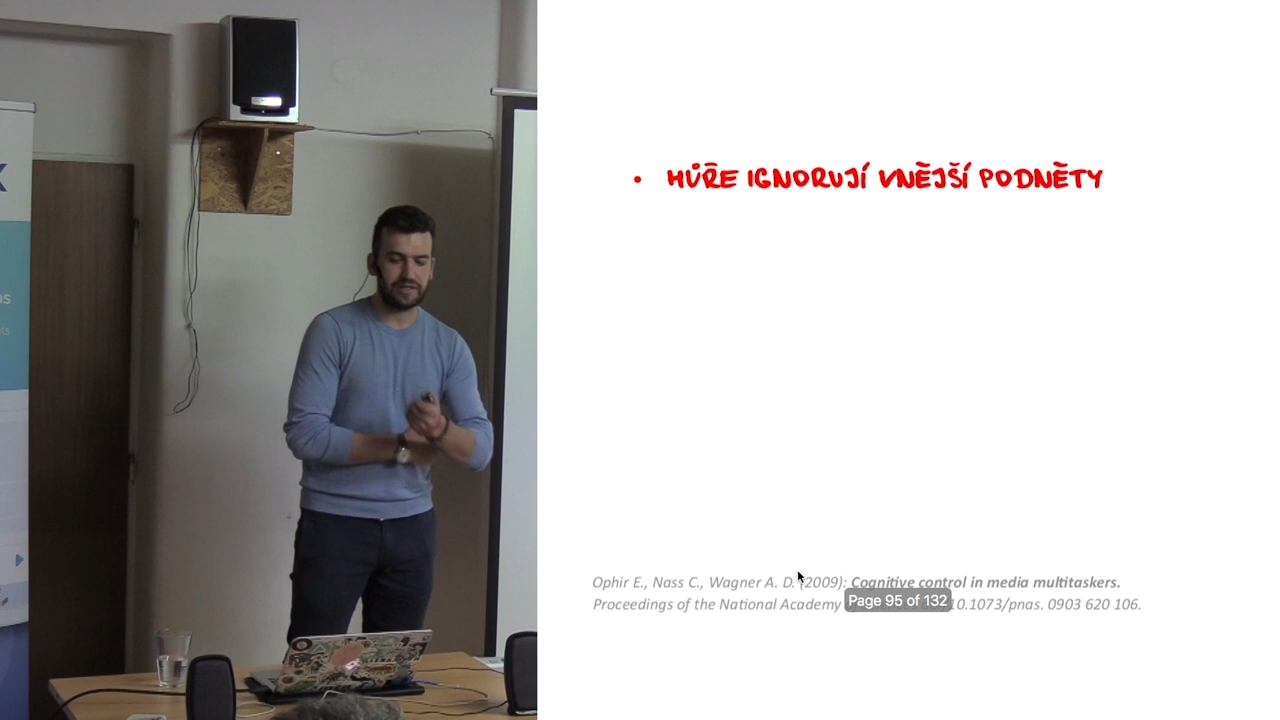 • HŮŘE IGNORUJÍ VNĚJŠÍ PODNĚTY
Ophir E., Nass C., Wagner A. D. (2009): Cognitive control in media multitaskers.
Proceedings of the National Academy 10.1073/pnas. 0903 620 106.
Page 95 of 132